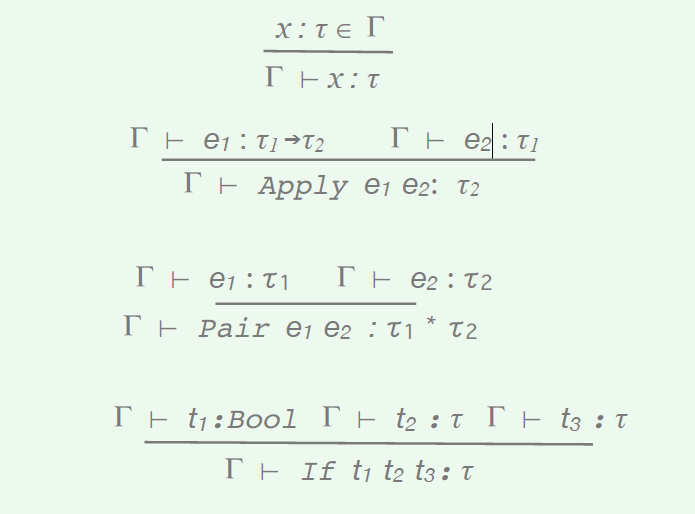 x : τ ∈ Γ
Γ ⊢ x : τ
Γ ⊢ e₁ : τ₁→τ₂ Γ ⊢ e₂ : τ₁
Γ ⊢ Apply e₁ e₂: τ₂
Γ ⊢ e₁ : τ₁ Γ ⊢ e₂ : τ₂
Γ ⊢ Pair e₁ e₂ : τ₁ * τ₂
Γ ⊢ t₁:Bool Γ ⊢ t₂ : τ Γ ⊢ t₃ : τ
Γ ⊢ If t₁ t₂ t₃ : τ